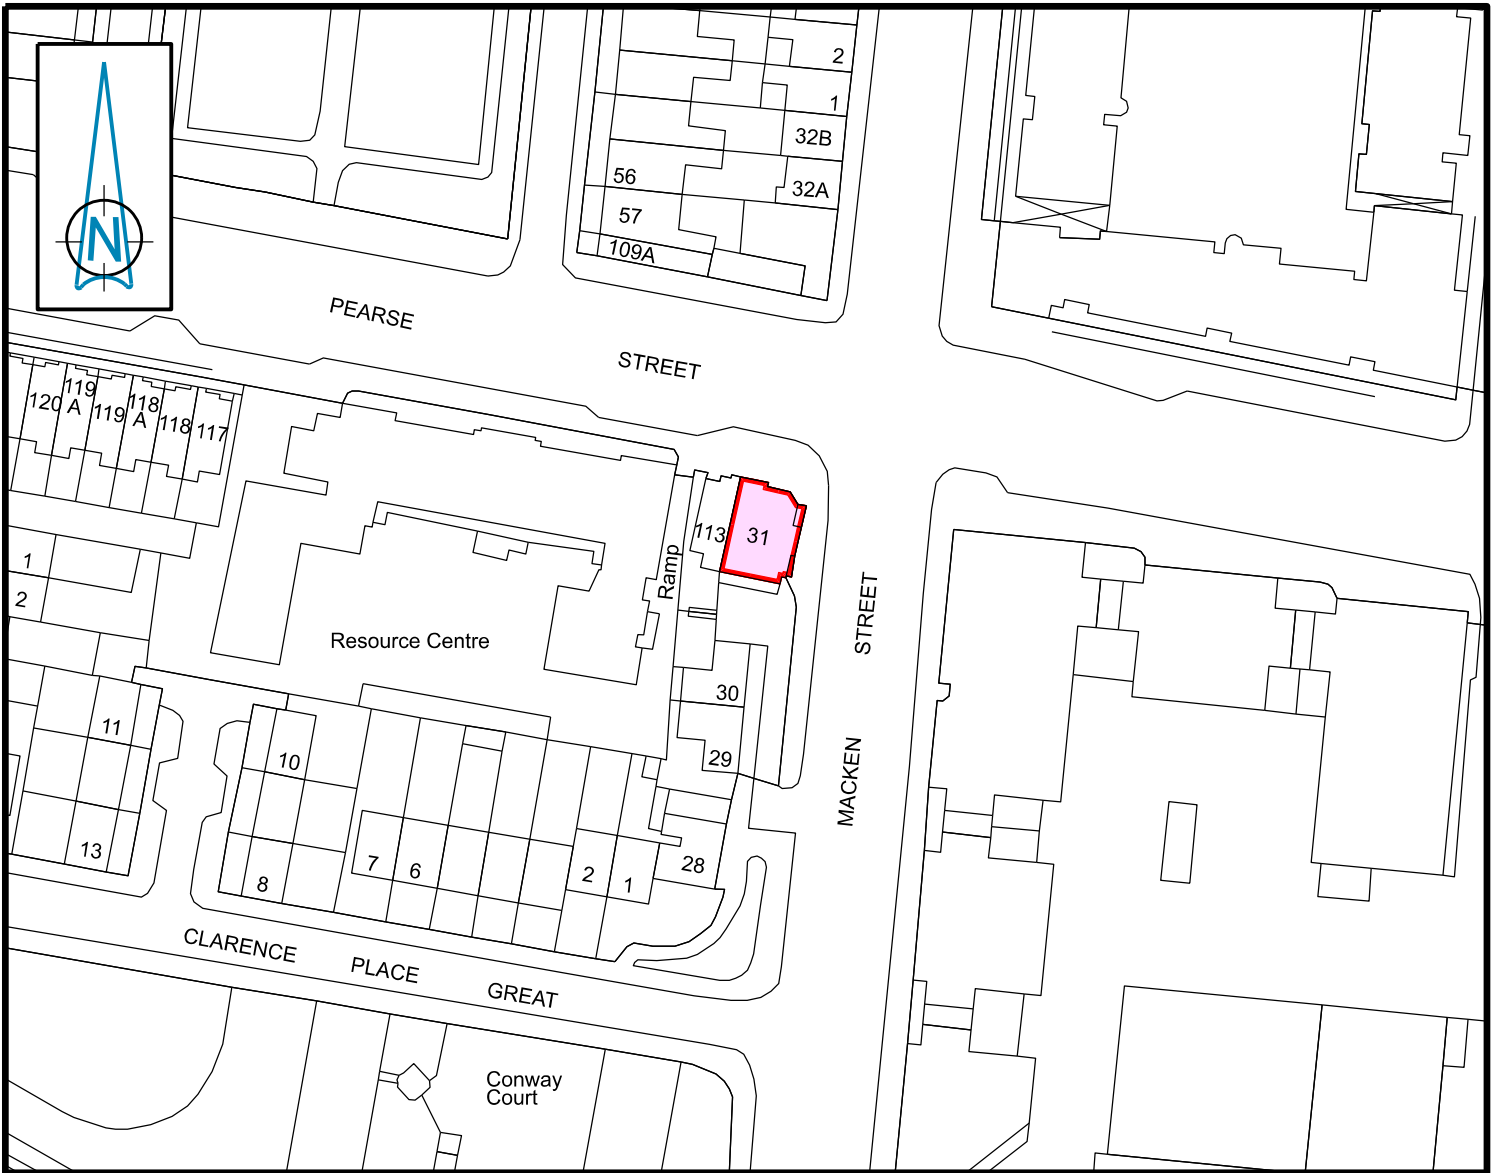 2
1
32B
56
32A
57
109A
N
PEARSE
STREET
120
119
A
119
118
A
118
117
113
31
1
2
Ramp
Resource Centre
STREET
30
11
10
29
MACKEN
13
7
6
8
2
1
28
CLARENCE
PLACE
GREAT
Conway
Court